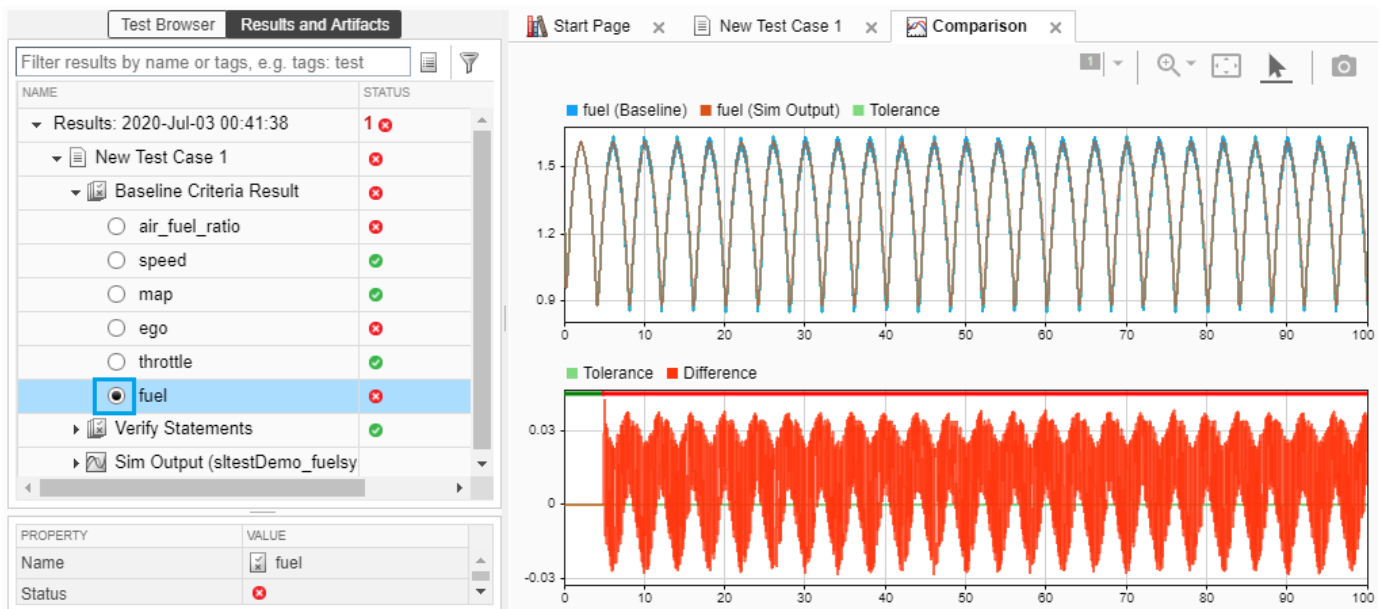 Test Browser Results and Artifacts
Filter results by name or tags, e.g. tags: test
NAME STATUS
Results: 2020-Jul-03 00:41:38 1
New Test Case 1
Baseline Criteria Result
air_fuel_ratio
speed
map
ego
throttle
fuel
Verify Statements
Sim Output (sltestDemo_fuelsy
PROPERTY VALUE
Name fuel
Status
Start Page New Test Case 1 Comparison
1
fuel (Baseline) fuel (Sim Output) Tolerance
1.5
1.2
0.9
0 10 20 30 40 50 60 70 80 90 100
Tolerance Difference
0.03
0
-0.03
0 10 20 30 40 50 60 70 80 90 100